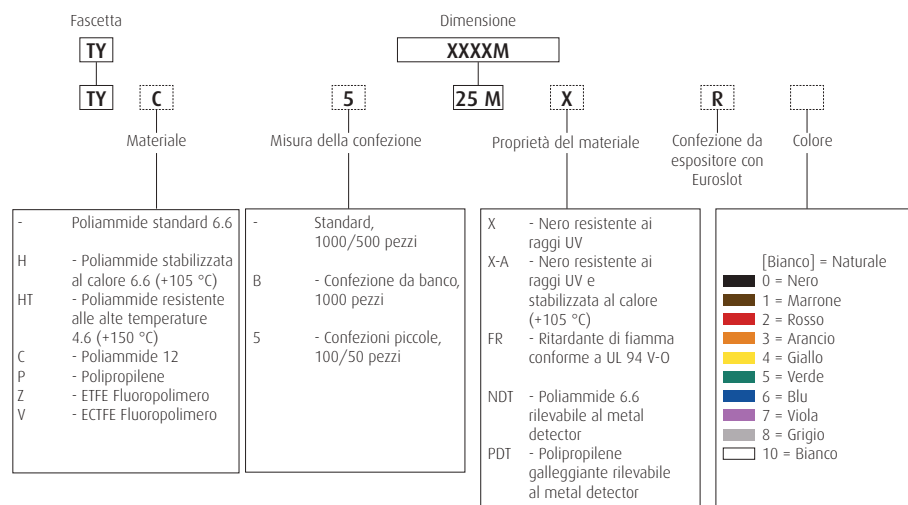 Fascetta
Dimensione
TY
XXXXM
TY
C
5
25 M
X
R
Materiale
Misura della confezione
Proprietà del materiale
Confezione da
espositore con
Euroslot
Colore
- Poliammide standard 6.6
H - Poliammide stabilizzata
al calore 6.6 (+105 °C)
HT - Poliammide resistente
alle alte temperature
4.6 (+150 °C)
C - Poliammide 12
P - Polipropilene
Z - ETFE Fluoropolimero
V - ECTFE Fluoropolimero
- Standard,
1000/500 pezzi
B - Confezione da banco,
1000 pezzi
5 - Confezioni piccole,
100/50 pezzi
X - Nero resistente ai
raggi UV
X-A - Nero resistente ai
raggi UV e
stabilizzata al calore
(+105 °C)
FR - Ritardante di fiamma
conforme a UL 94 V-O
NDT - Poliammide 6.6
rilevabile al metal
detector
PDT - Polipropilene
galleggiante rilevabile
al metal detector
[Bianco] = Naturale
0 = Nero
1 = Marrone
2 = Rosso
3 = Arancio
4 = Giallo
5 = Verde
6 = Blu
7 = Viola
8 = Grigio
10 = Bianco